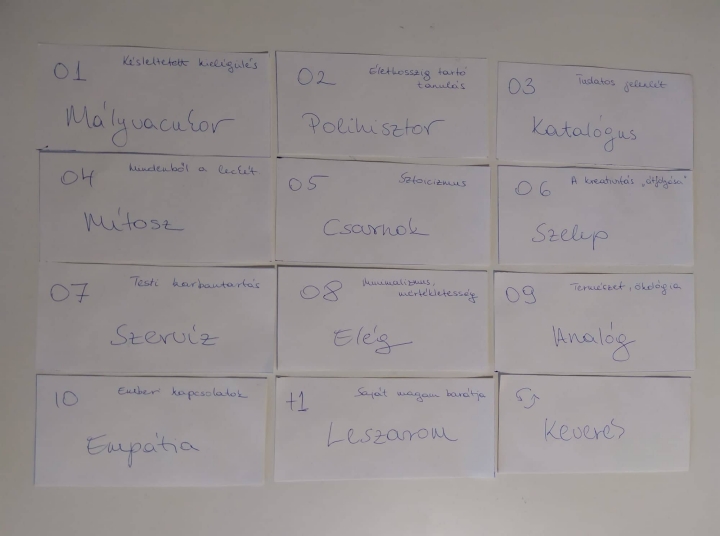 01 Késleltetett kielégülés
Mályvacukor
02 Élethosszig tartó
tanulás
Polihisztor
03 Tudatos jelenlét
Katalógus
04 Mindenből a leckét
Mítosz
05 Sztoicizmus
Csarnok
06 A kreativitás „útjelzései”
Szelep
07 Testi karbantartás
Szerviz
08 Minimalizmus,
mértékletesség
Elég
09 Természet, ökológia
Analóg
10 Ember kapcsolatok
Empátia
+1 Saját magam barátja
Leszarom
Keverés